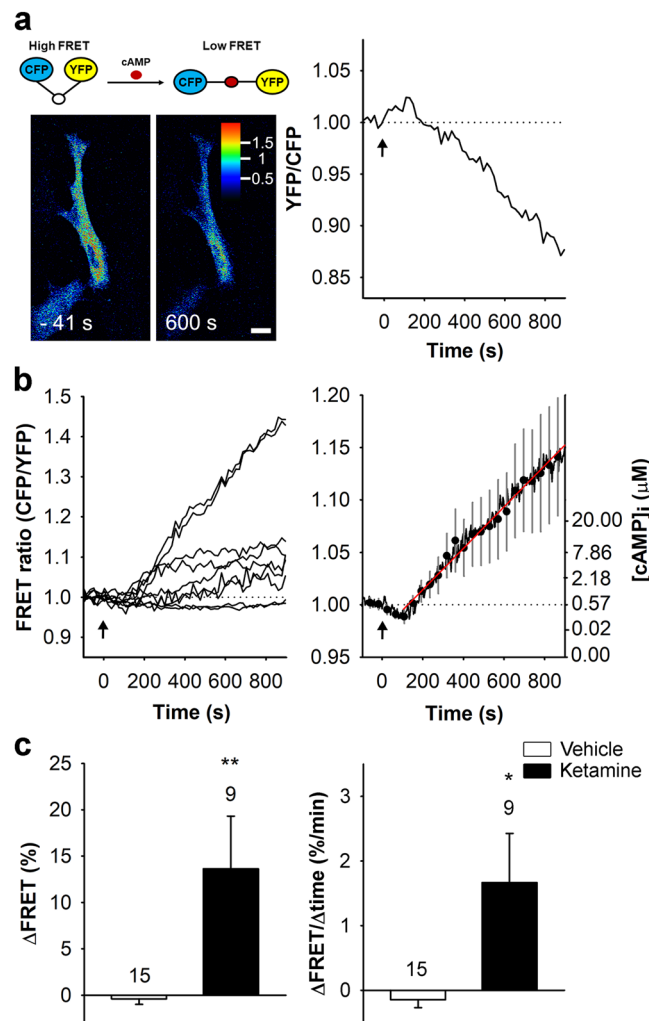 a
High FRET
cAMP
Low FRET
CFP
YFP
CFP
YFP
1.5
1
0.5
- 41 s
600 s
YFP/CFP
1.05
1.00
0.95
0.90
0.85
0 200 400 600 800
Time (s)
b
FRET ratio (CFP/YFP)
1.5
1.4
1.3
1.2
1.1
1.0
0.9
0 200 400 600 800
Time (s)
1.20
1.15
1.10
1.05
1.00
0.95
20.00
7.86
2.18
0.57
0.02
0.00
[cAMP]i (μM)
0 200 400 600 800
Time (s)
c
ΔFRET (%)
25
20
15
10
5
0
15
**
9
Vehicle
Ketamine
ΔFRET/Δtime (%/min)
3
2
1
0
15
*
9